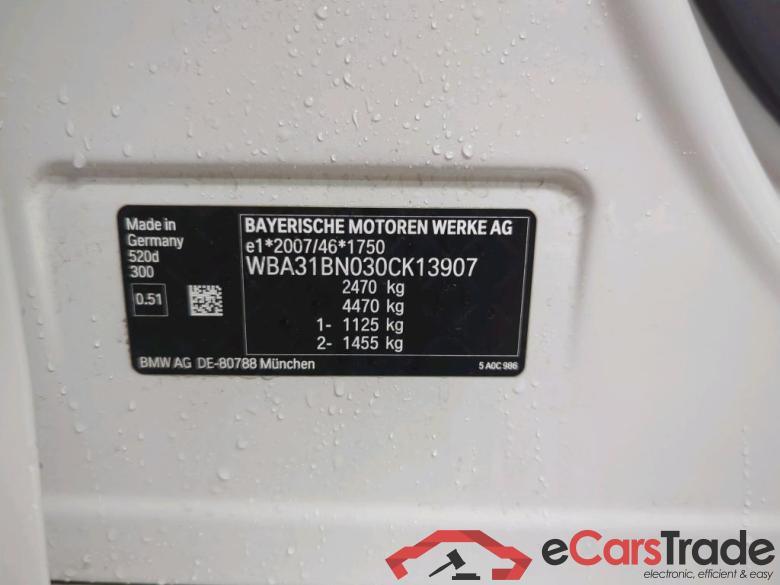 Made in
Germany
520d
300
0.51
BAYERISCHE MOTOREN WERKE AG
e1*2007/46*1750
WBA31BN030CK13907
2470 kg
4470 kg
1- 1125 kg
2- 1455 kg
BMW AG DE-80788 München
5 A0C 986
eCarsTrade
electronic, efficient & easy